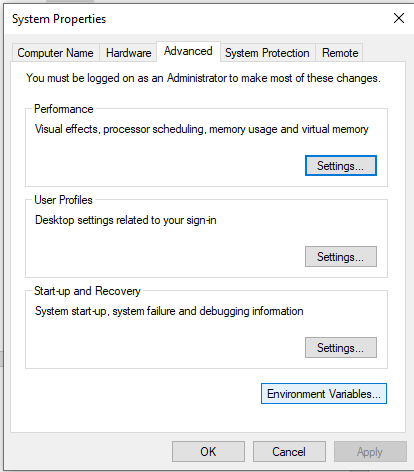 System Properties
Computer Name Hardware Advanced System Protection Remote
You must be logged on as an Administrator to make most of these changes.
Performance
Visual effects, processor scheduling, memory usage and virtual memory
Settings...
User Profiles
Desktop settings related to your sign-in
Settings...
Start-up and Recovery
System start-up, system failure and debugging information
Settings...
Environment Variables...
OK Cancel Apply